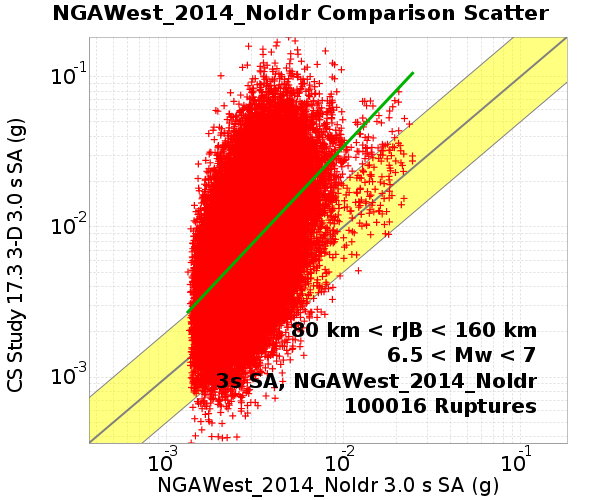 NGAWest_2014_NoIdr Comparison Scatter
CS Study 17.3 3-D 3.0 s SA (g)
10-1
10-2
10-3
80 km < rJB < 160 km
6.5 < Mw < 7
3s SA, NGAWest_2014_NoIdr
100016 Ruptures
10-3 10-2 10-1
NGAWest_2014_NoIdr 3.0 s SA (g)